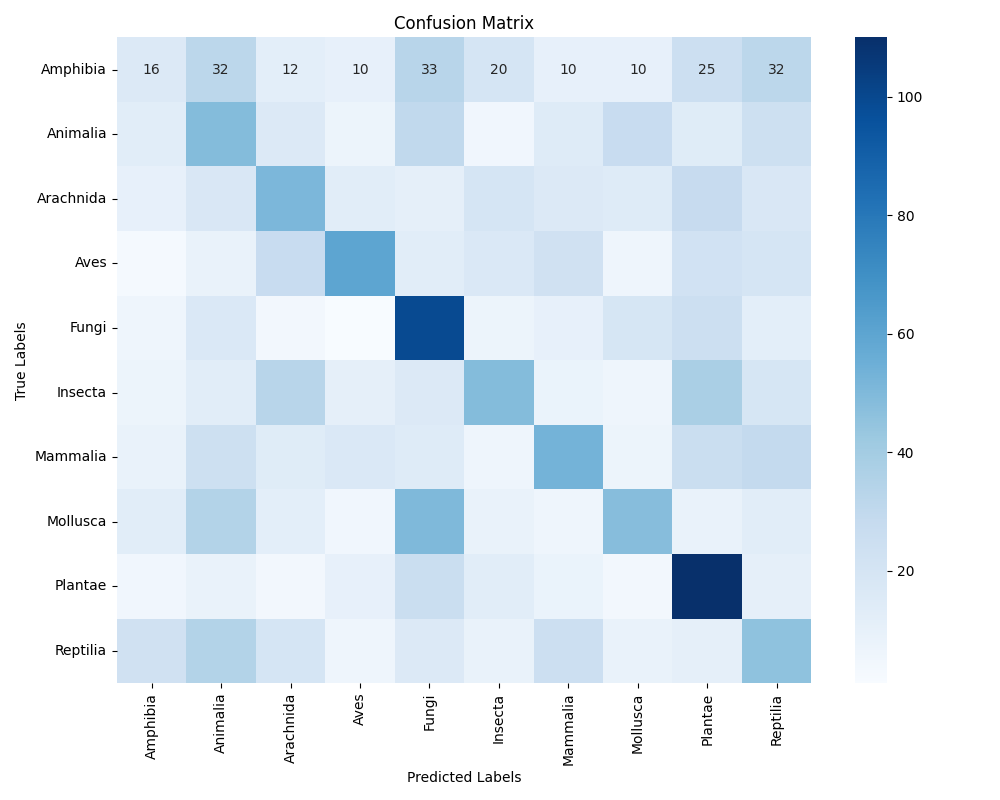 Confusion Matrix
Amphibia 16 32 12 10 33 20 10 10 25 32
Animalia
Arachnida
Aves
Fungi
Insecta
Mammalia
Mollusca
Plantae
Reptilia
True Labels
Amphibia Animalia Arachnida Aves Fungi Insecta Mammalia Mollusca Plantae Reptilia
Predicted Labels
100
80
60
40
20